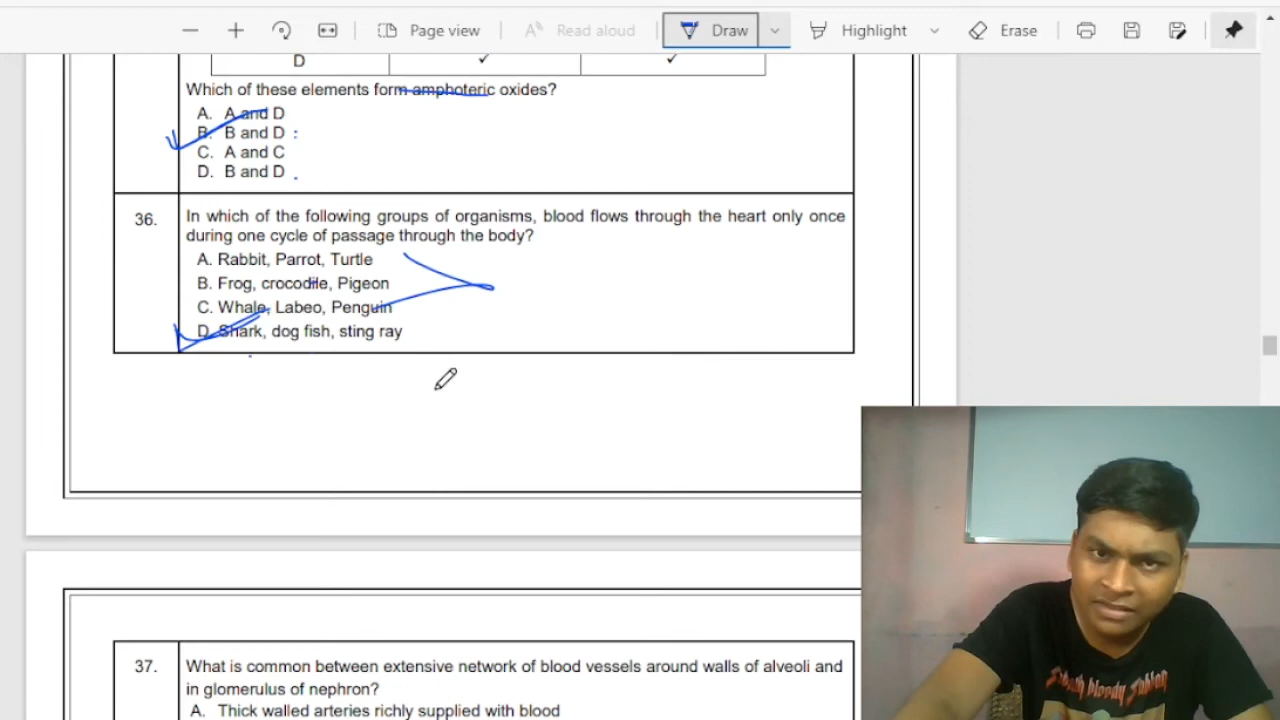 Page view
Read aloud
Draw
Highlight
Erase
D ✓ ✓
Which of these elements form amphoteric oxides?
A. A and D
B. B and D
C. A and C
D. B and D
36. In which of the following groups of organisms, blood flows through the heart only once
during one cycle of passage through the body?
A. Rabbit, Parrot, Turtle
B. Frog, crocodile, Pigeon
C. Whale, Labeo, Penguin
D. Shark, dog fish, sting ray
37. What is common between extensive network of blood vessels around walls of alveoli and
in glomerulus of nephron?
A. Thick walled arteries richly supplied with blood